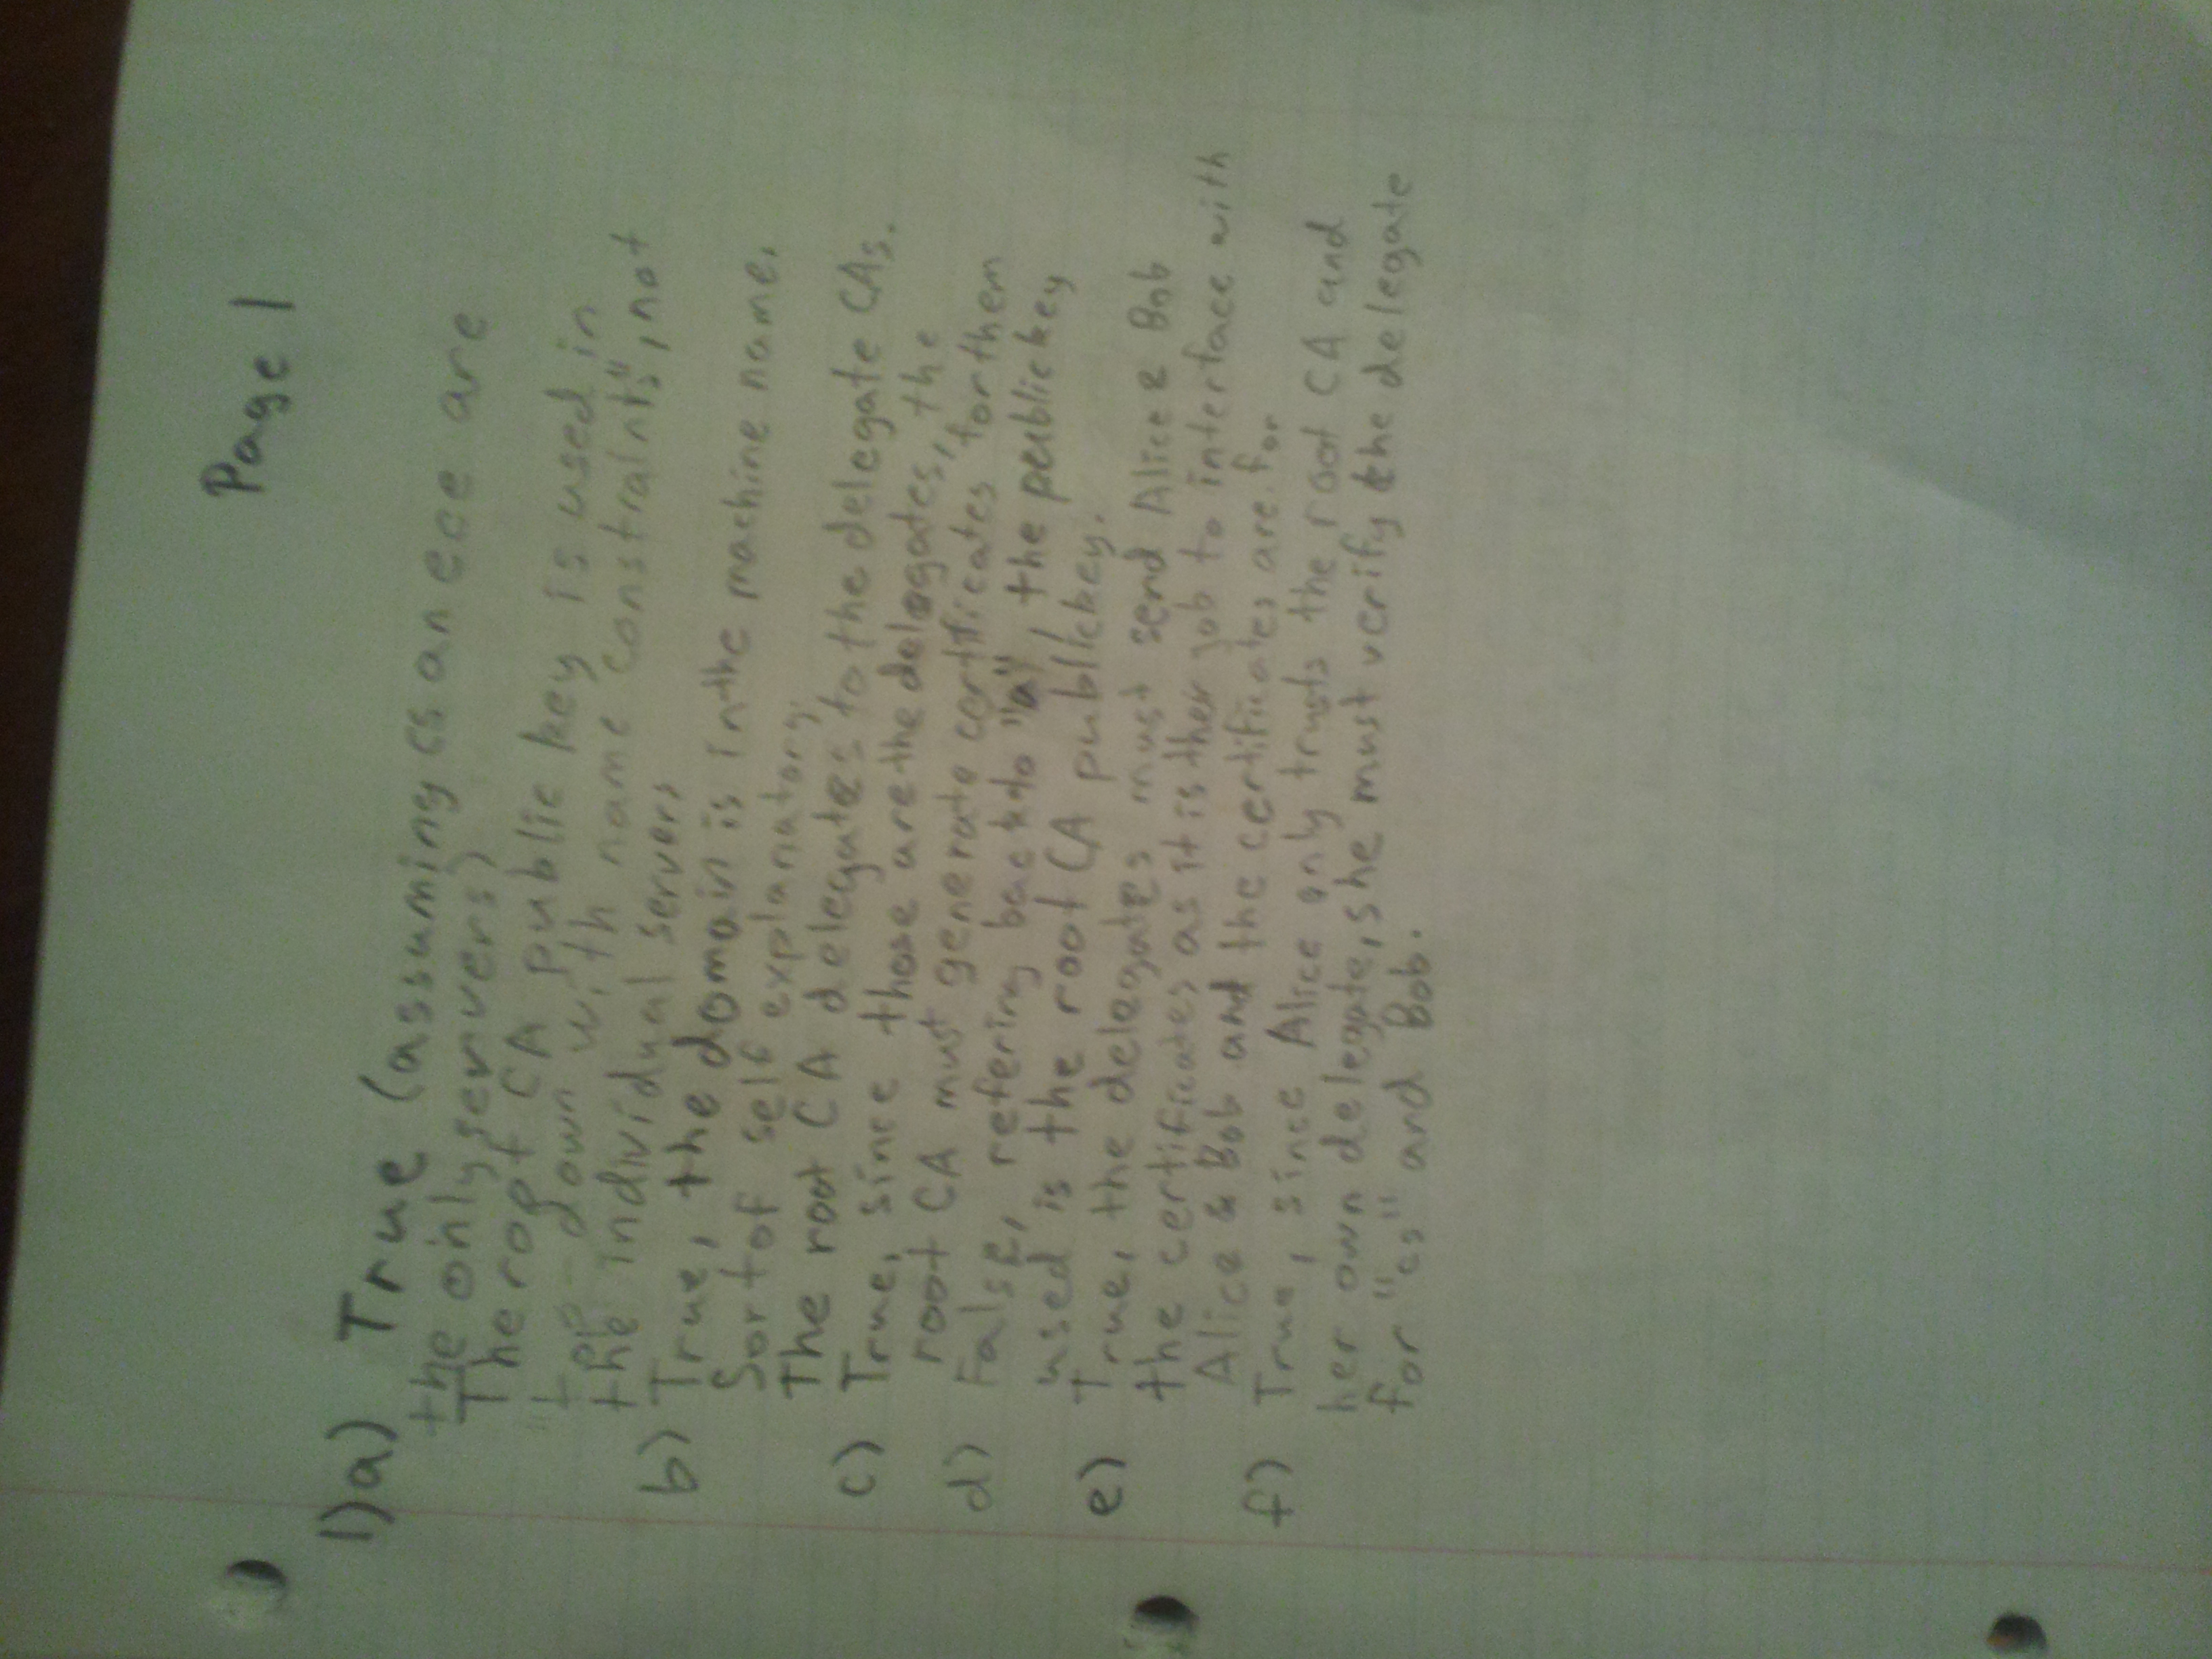 Page 1
1)a) True (assuming cs an ece are
the only servers)
The root CA public key is used in
"top-down with name constraints", not
the individual servers
b) True, the domain is in the machine name.
Sort of self explanatory.
The root CA delegates to the delegate CAs.
c) True, since those are the delegates, the
root CA must generate certificates for them
d) False, refering back to "a", the public key
used is the root CA public key.
e) True, the delegates must send Alice & Bob
the certificates as it is their job to interface with
Alice & Bob and the certificates are for
f) True, since Alice only trusts the root CA and
her own delegate, she must verify the delegate
for "cs" and Bob.